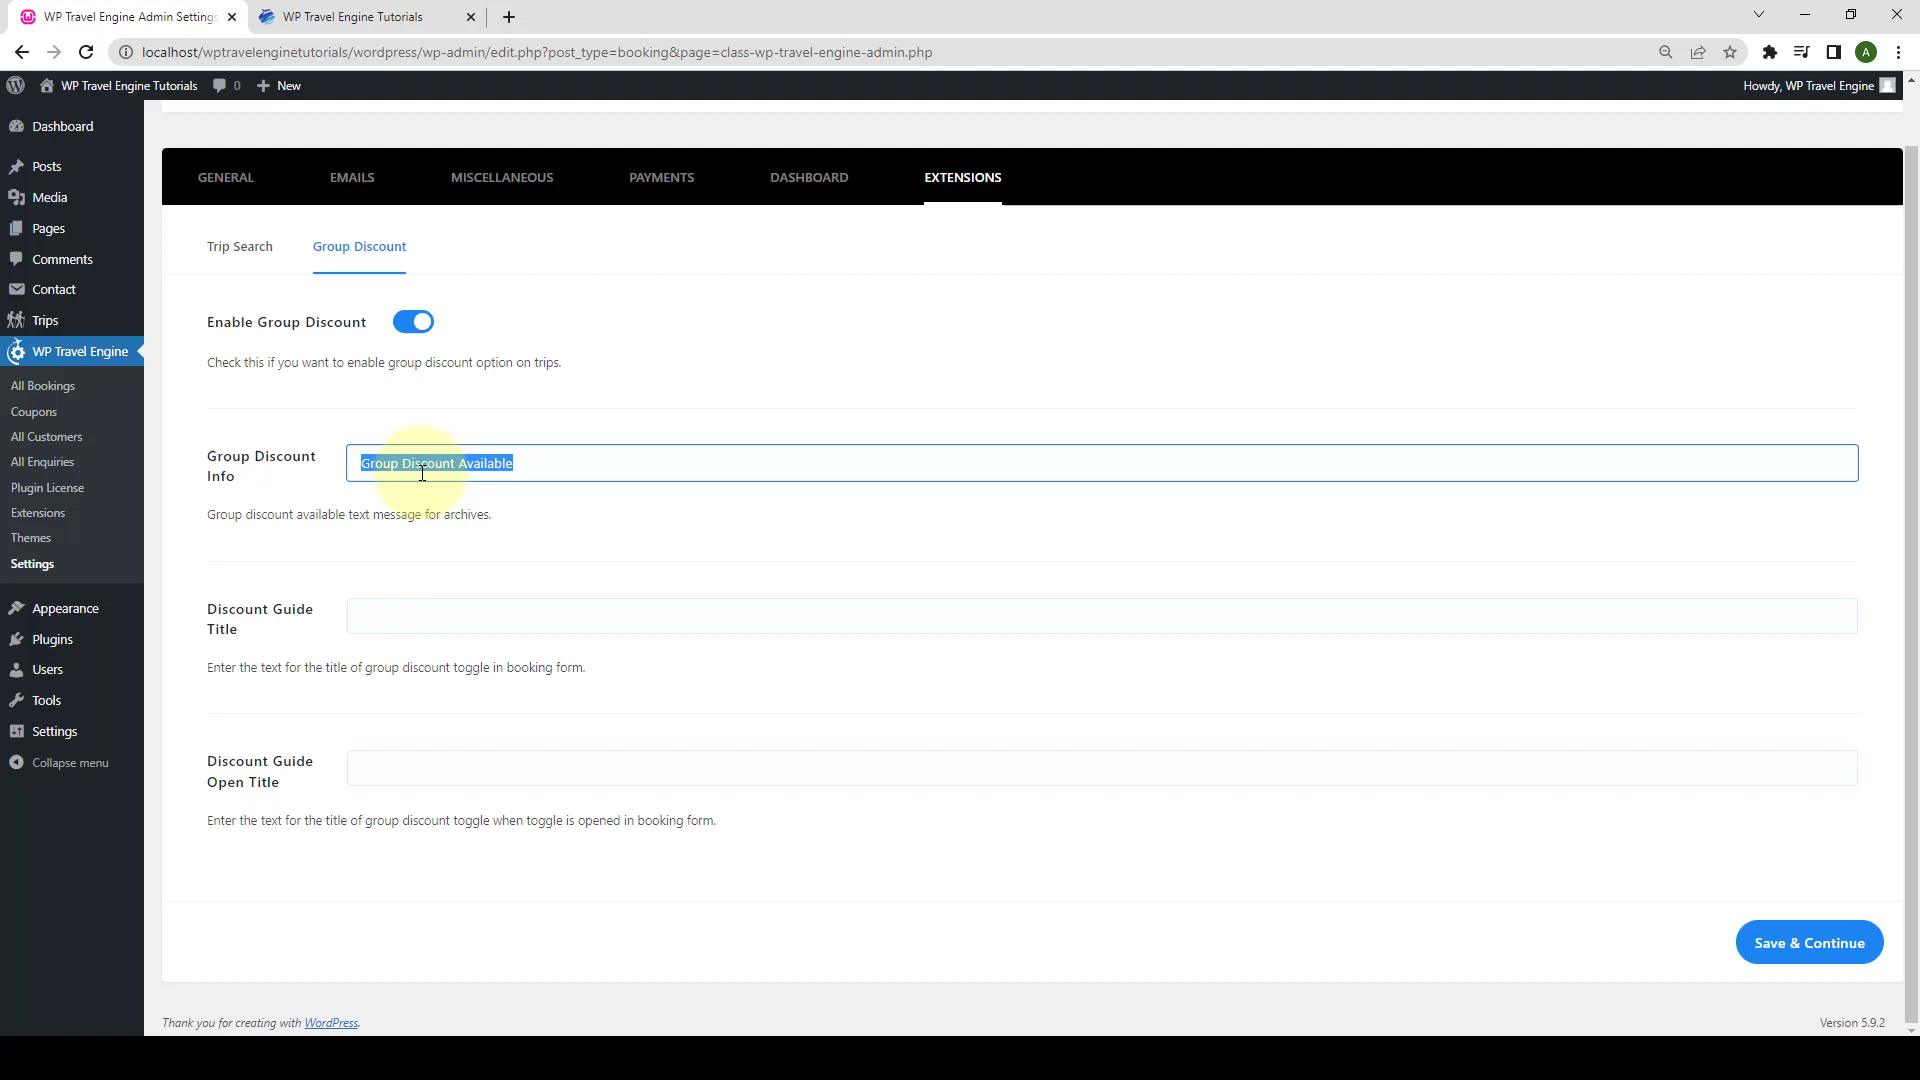 WP Travel Engine Admin Settings
WP Travel Engine Tutorials
localhost/wptravelenginetutorials/wordpress/wp-admin/edit.php?post_type=booking&page=class-wp-travel-engine-admin.php
A
WP Travel Engine Tutorials
0
New
Howdy, WP Travel Engine
Dashboard
Posts
Media
Pages
Comments
Contact
Trips
WP Travel Engine
All Bookings
Coupons
All Customers
All Enquiries
Plugin License
Extensions
Themes
Settings
Appearance
Plugins
Users
Tools
Settings
Collapse menu
GENERAL
EMAILS
MISCELLANEOUS
PAYMENTS
DASHBOARD
EXTENSIONS
Trip Search
Group Discount
Enable Group Discount
Check this if you want to enable group discount option on trips.
Group Discount
Info
Group Discount Available
Group discount available text message for archives.
Discount Guide
Title
Enter the text for the title of group discount toggle in booking form.
Discount Guide
Open Title
Enter the text for the title of group discount toggle when toggle is opened in booking form.
Save & Continue
Thank you for creating with WordPress.
Version 5.9.2